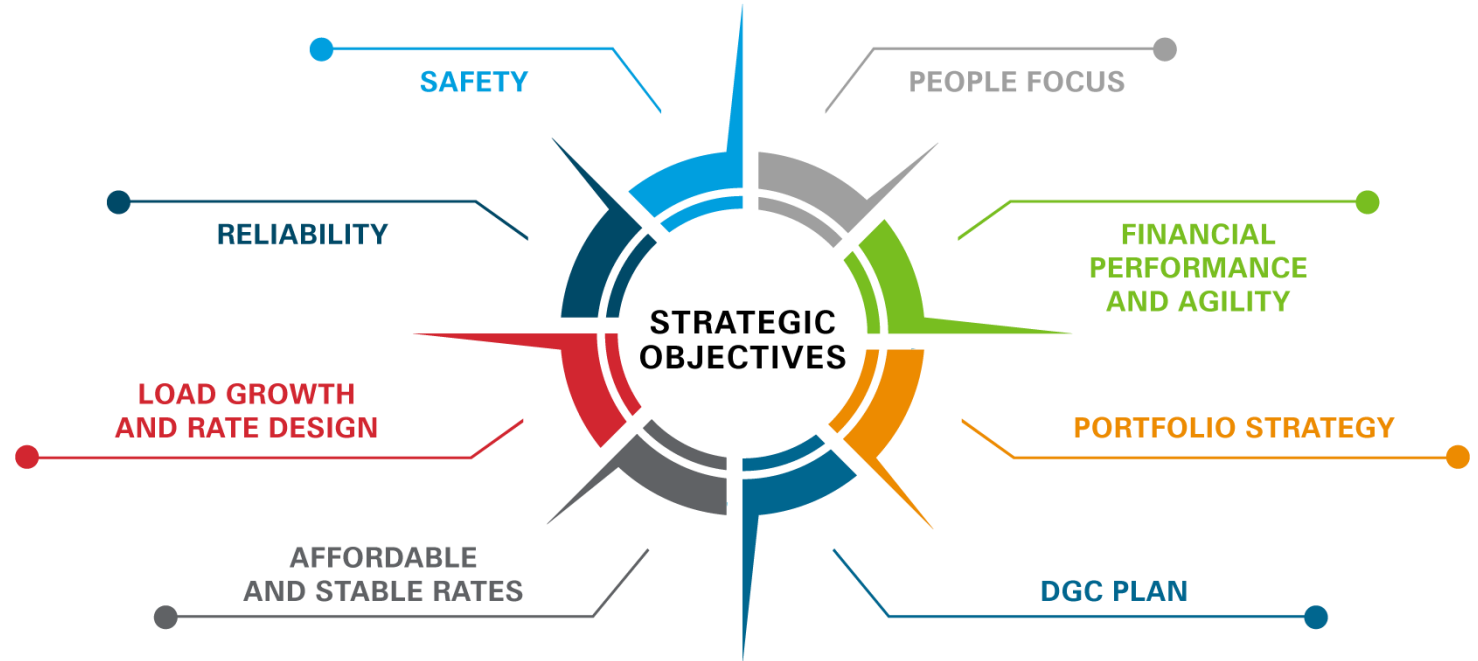 SAFETY
PEOPLE FOCUS
RELIABILITY
FINANCIAL
PERFORMANCE
AND AGILITY
STRATEGIC
OBJECTIVES
LOAD GROWTH
AND RATE DESIGN
PORTFOLIO STRATEGY
AFFORDABLE
AND STABLE RATES
DGC PLAN